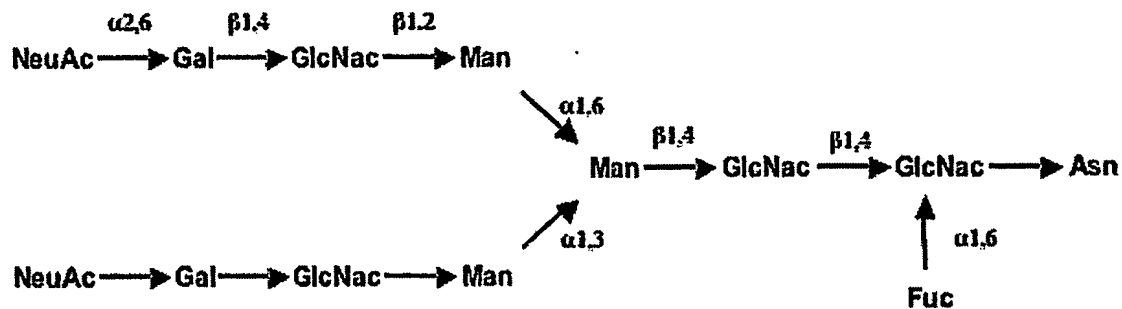 α2,6 β1,4 β1,2
NeuAc Gal GlcNac Man
α1,6
β1,4 β1,4
Man GlcNac GlcNac Asn
α1,3 α1,6
NeuAc Gal GlcNac Man
Fuc